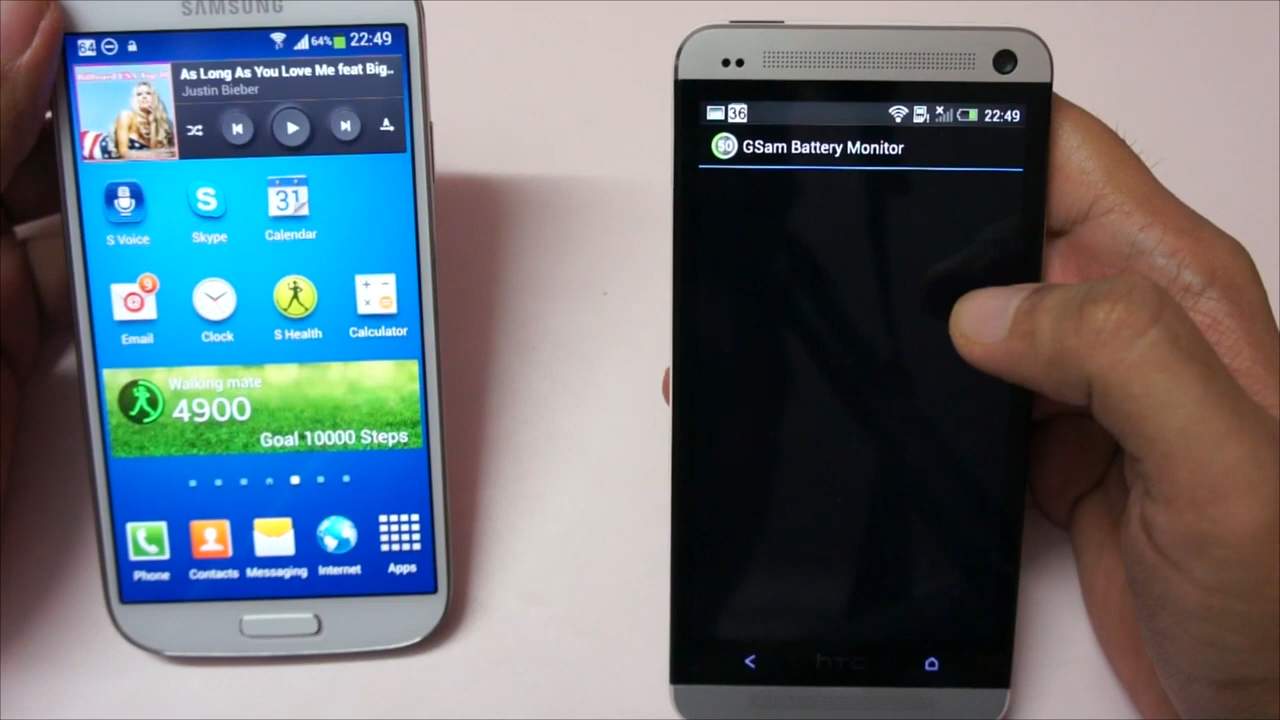 SAMSUNG
64 64% 22:49
As Long As You Love Me feat Big..
Justin Bieber
S Voice
Skype
31
Calendar
9
Email
Clock
S Health
Calculator
Walking mate
4900
Goal 10000 Steps
Phone
Contacts
Messaging
Internet
Apps
36 22:49
50 GSam Battery Monitor
hTC